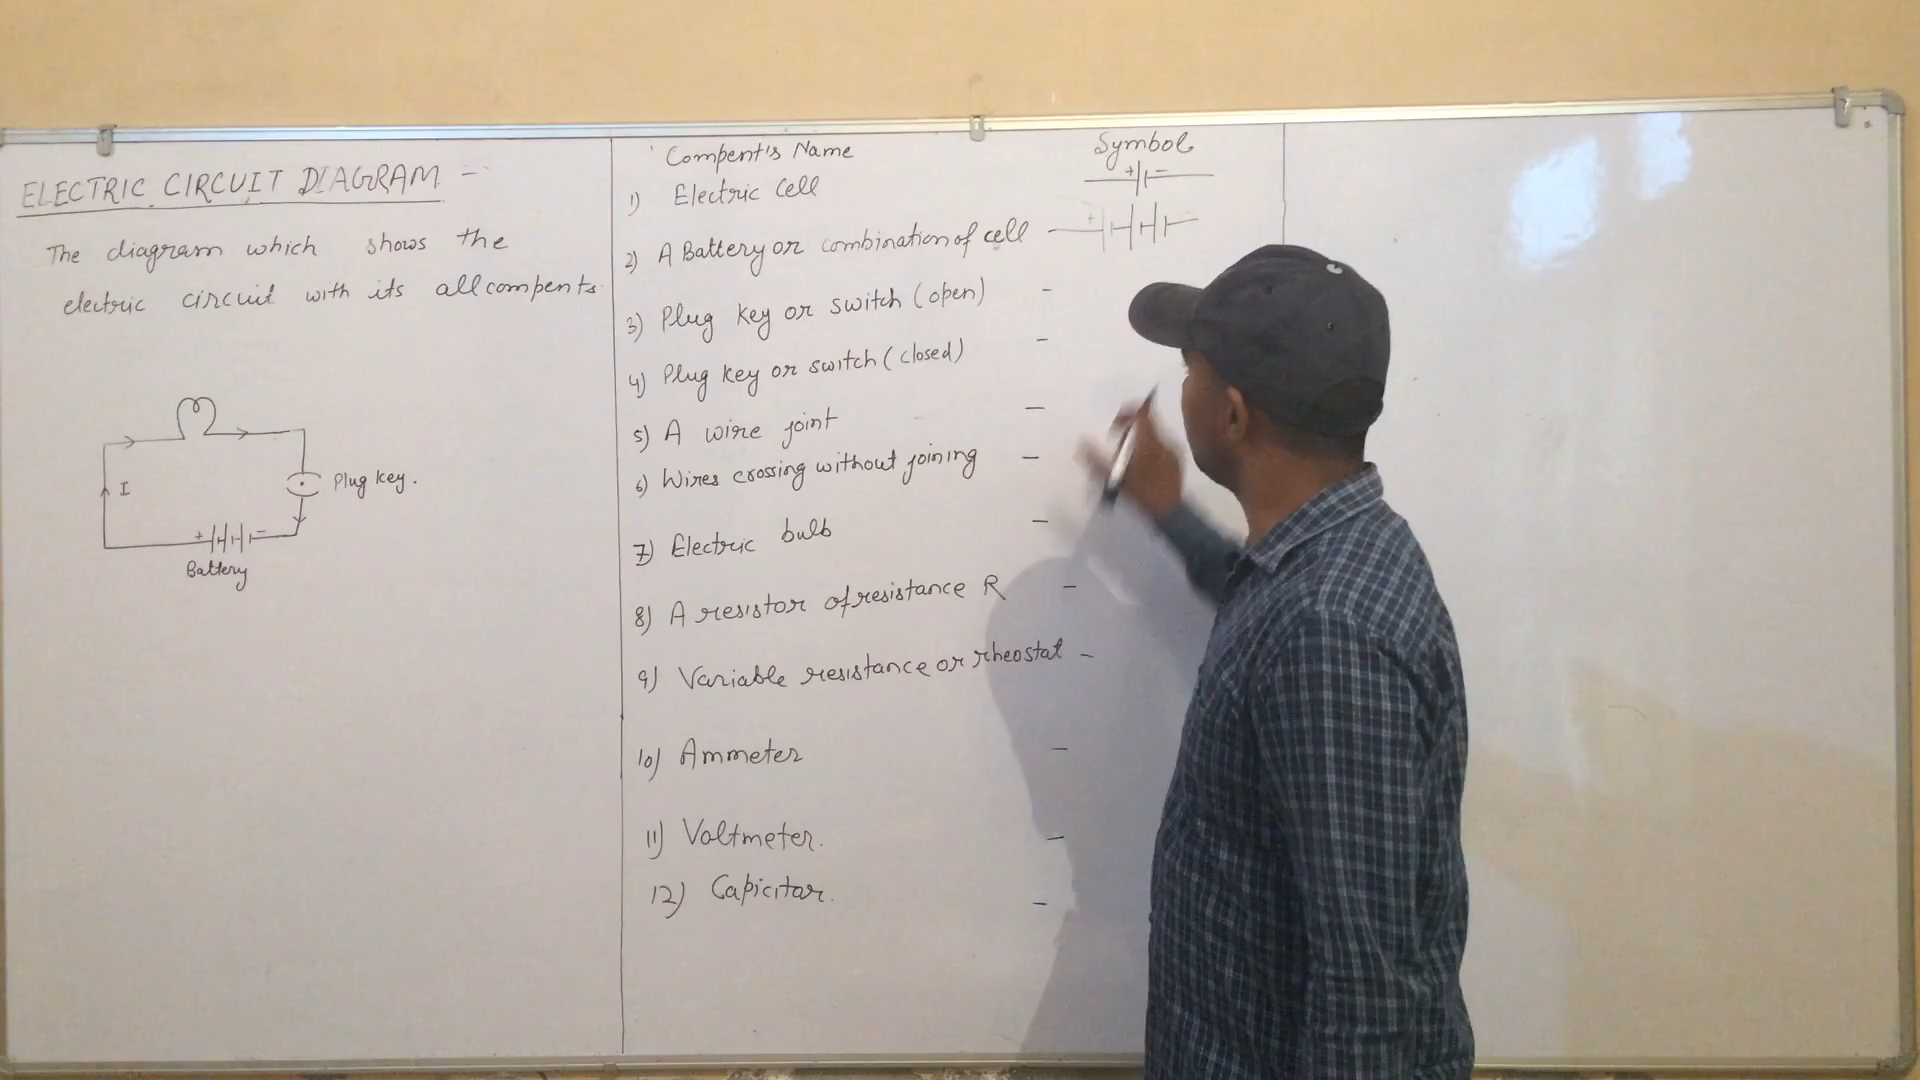 ELECTRIC CIRCUIT DIAGRAM -
The diagram which shows the
electric circuit with its all compents
I
Plug key.
+ -
Battery
Compent's Name Symbol
1) Electric Cell + -
2) A Battery or combination of cell - + -
3) Plug key or switch (open) -
4) Plug key or switch (closed) -
5) A wire joint -
6) Wires crossing without joining -
7) Electric bulb -
8) A resistor of resistance R -
9) Variable resistance or rheostat -
10) Ammeter -
11) Voltmeter. -
12) Capicitar. -